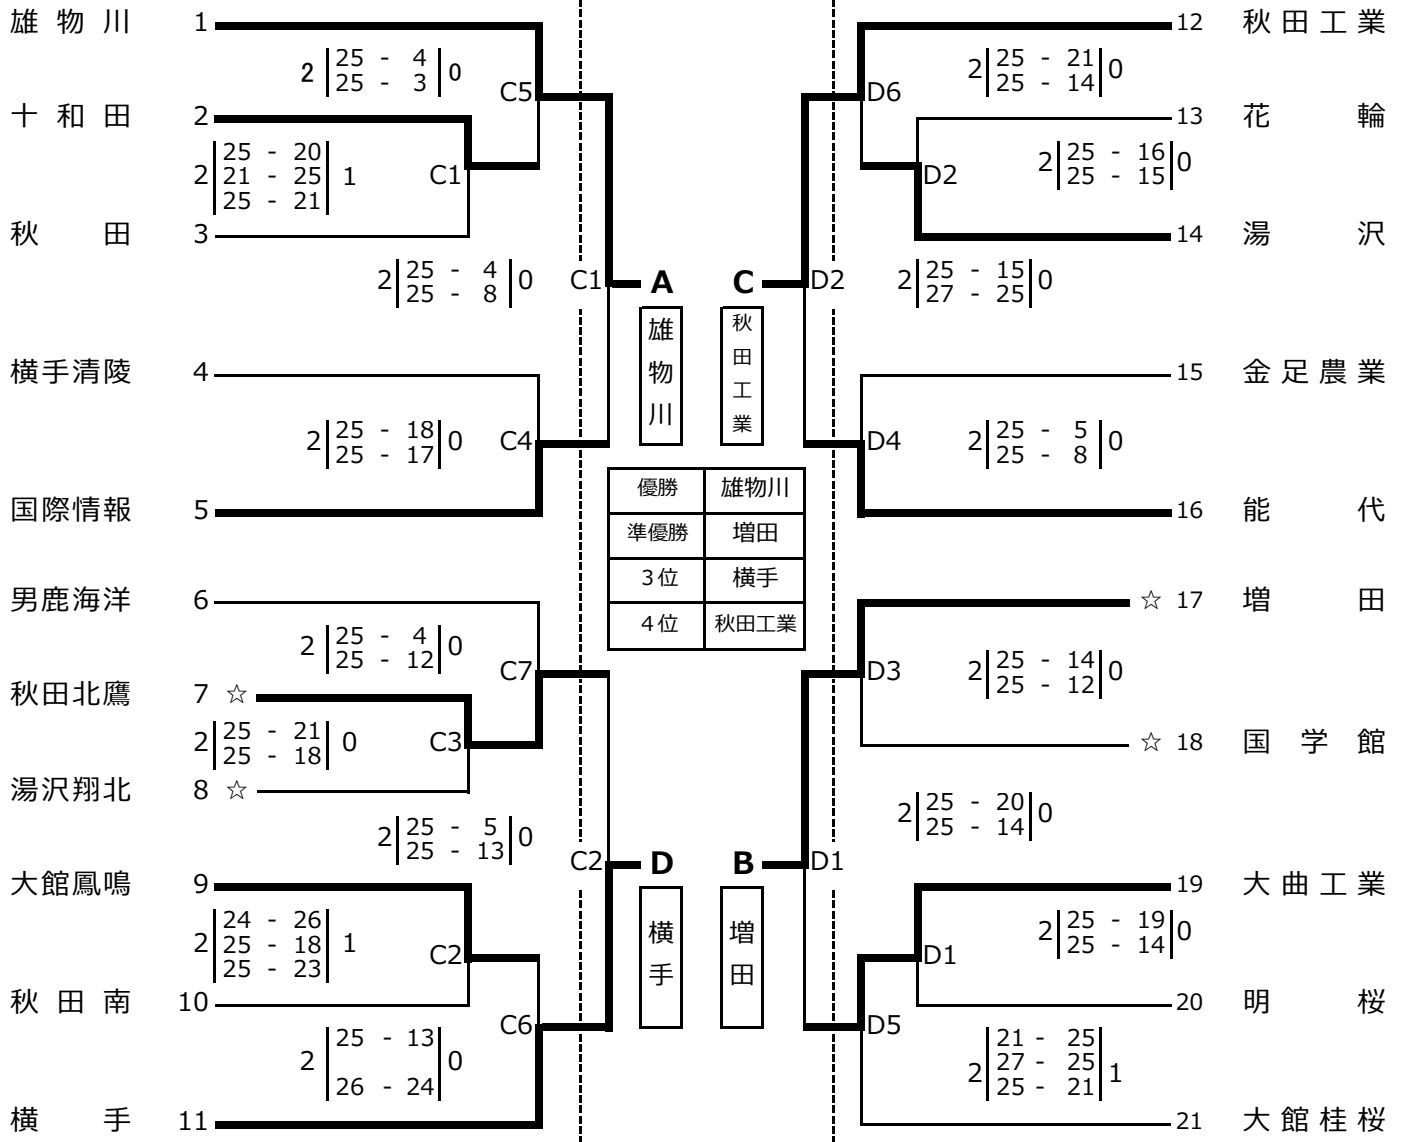 雄物川 1
2 25 - 4 0
25 - 3
C5
十和田 2
2 25 - 20 1
21 - 25
25 - 21
C1
秋田 3
2 25 - 4 0
25 - 8
C1
A
雄物川
横手清陵 4
2 25 - 18 0
25 - 17
C4
国際情報 5
男鹿海洋 6
2 25 - 4 0
25 - 12
C7
秋田北鷹 7 ☆
2 25 - 21 0
25 - 18
C3
湯沢翔北 8 ☆
2 25 - 5 0
25 - 13
C2
D
横手
大館鳳鳴 9
2 24 - 26 1
25 - 18
25 - 23
C2
秋田南 10
2 25 - 13 0
26 - 24
C6
横手 11
優勝 雄物川
準優勝 増田
3位 横手
4位 秋田工業
12 秋田工業
2 25 - 21 0
25 - 14
D6
13 花輪
2 25 - 16 0
25 - 15
D2
14 湯沢
C
D2
2 25 - 15 0
27 - 25
秋田工業
15 金足農業
D4
2 25 - 5 0
25 - 8
16 能代
☆ 17 増田
D3
2 25 - 14 0
25 - 12
☆ 18 国学館
2 25 - 20 0
25 - 14
B
D1
増田
19 大曲工業
2 25 - 19 0
25 - 14
D1
20 明桜
D5
2 21 - 25 1
27 - 25
25 - 21
21 大館桂桜